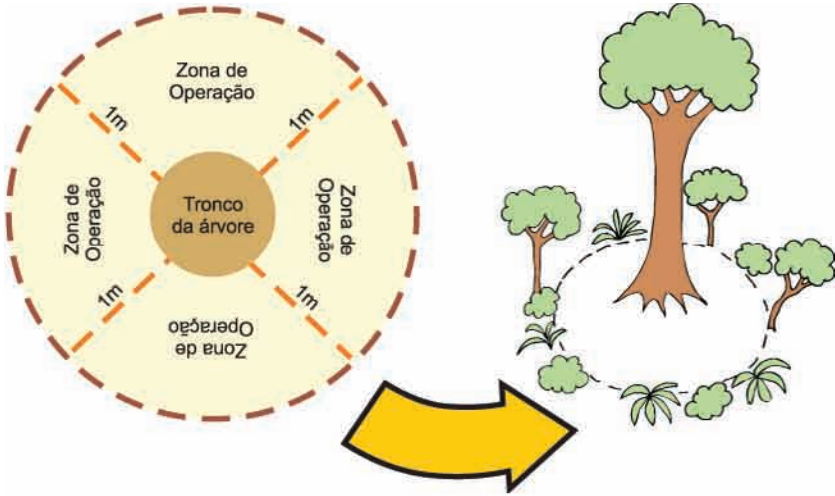 Zona de
Operação
1m
1m
Zona de
Operação
Tronco
da árvore
Zona de
Operação
1m
1m
Zona de
Operação